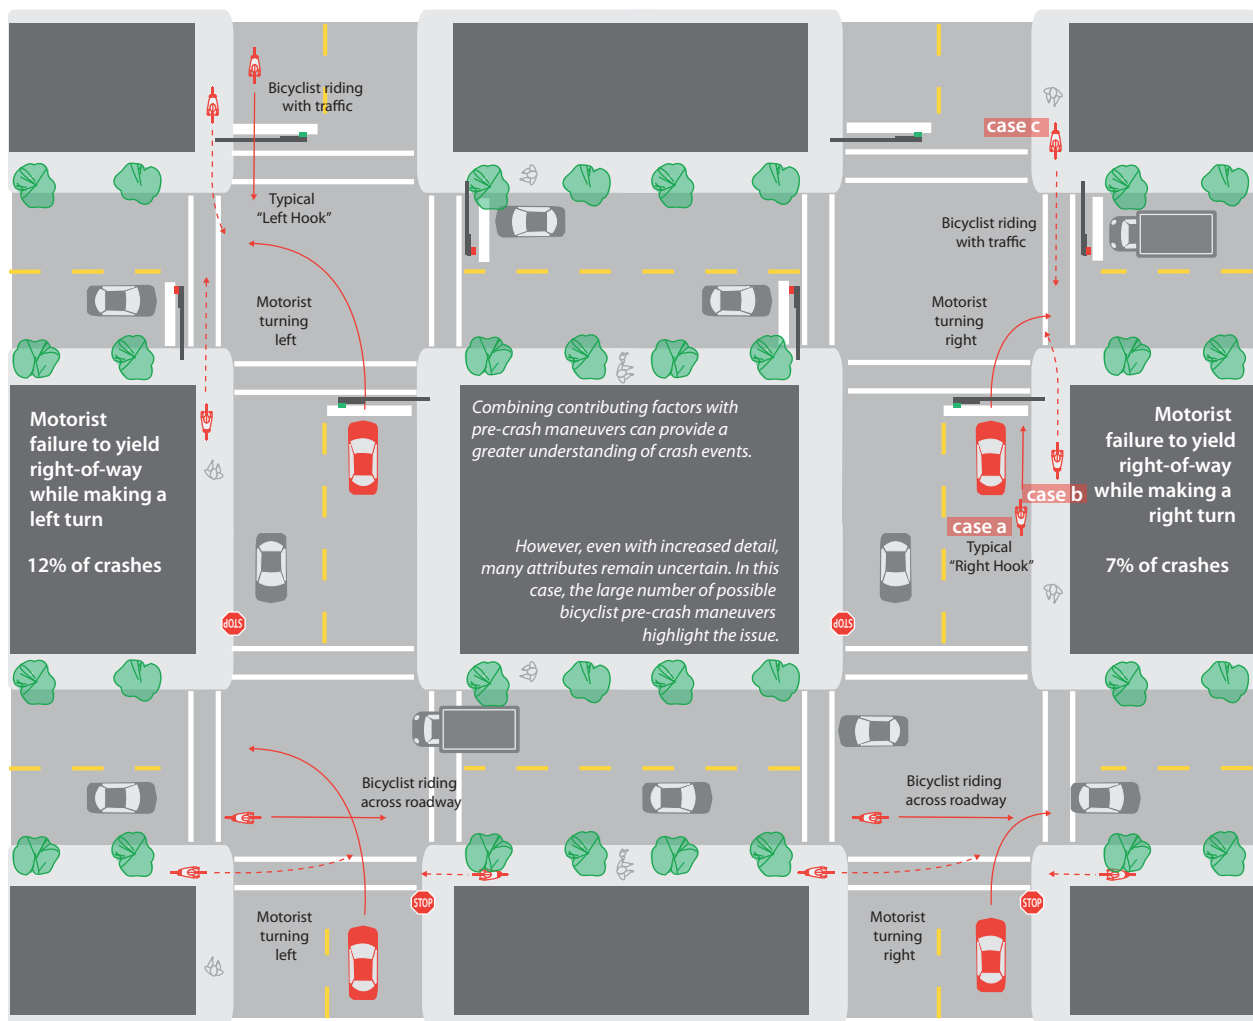 Bicyclist riding
with traffic
case c
Typical
“Left Hook”
Bicyclist riding
with traffic
Motorist
turning
left
Motorist
turning
right
Motorist
failure to yield
right-of-way
while making a
left turn
12% of crashes
Combining contributing factors with
pre-crash maneuvers can provide a
greater understanding of crash events.
However, even with increased detail,
many attributes remain uncertain. In this
case, the large number of possible
bicyclist pre-crash maneuvers
highlight the issue.
case b
case a
Typical
“Right Hook”
Motorist
failure to yield
right-of-way
while making a
right turn
7% of crashes
STOP
STOP
Bicyclist riding
across roadway
Bicyclist riding
across roadway
STOP
STOP
Motorist
turning
left
Motorist
turning
right